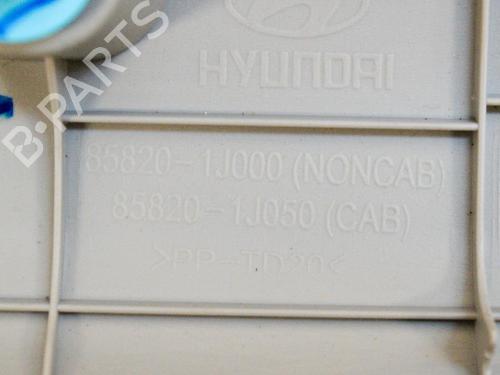 HYUNDAI
B-PARTS
85820-1J000 (NONCAB)
85820-1J050 (CAB)
>PP-TD20<